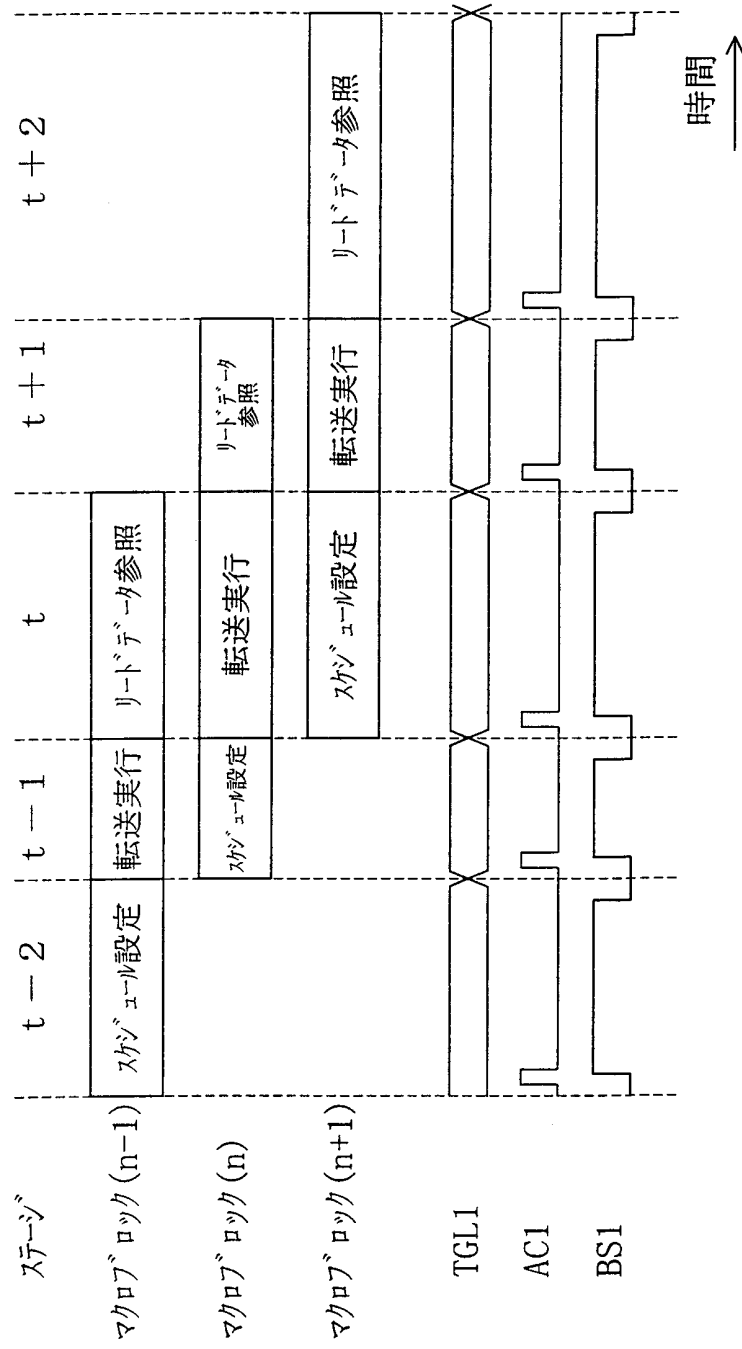 ステージ t－2 t－1 t t＋1 t＋2
マクロブロック(n-1) スケジュール設定 転送実行 リードデータ参照
マクロブロック(n) スケジュール設定 転送実行 リードデータ
参照
マクロブロック(n+1) スケジュール設定 転送実行 リードデータ参照
TGL1
AC1
BS1
時間